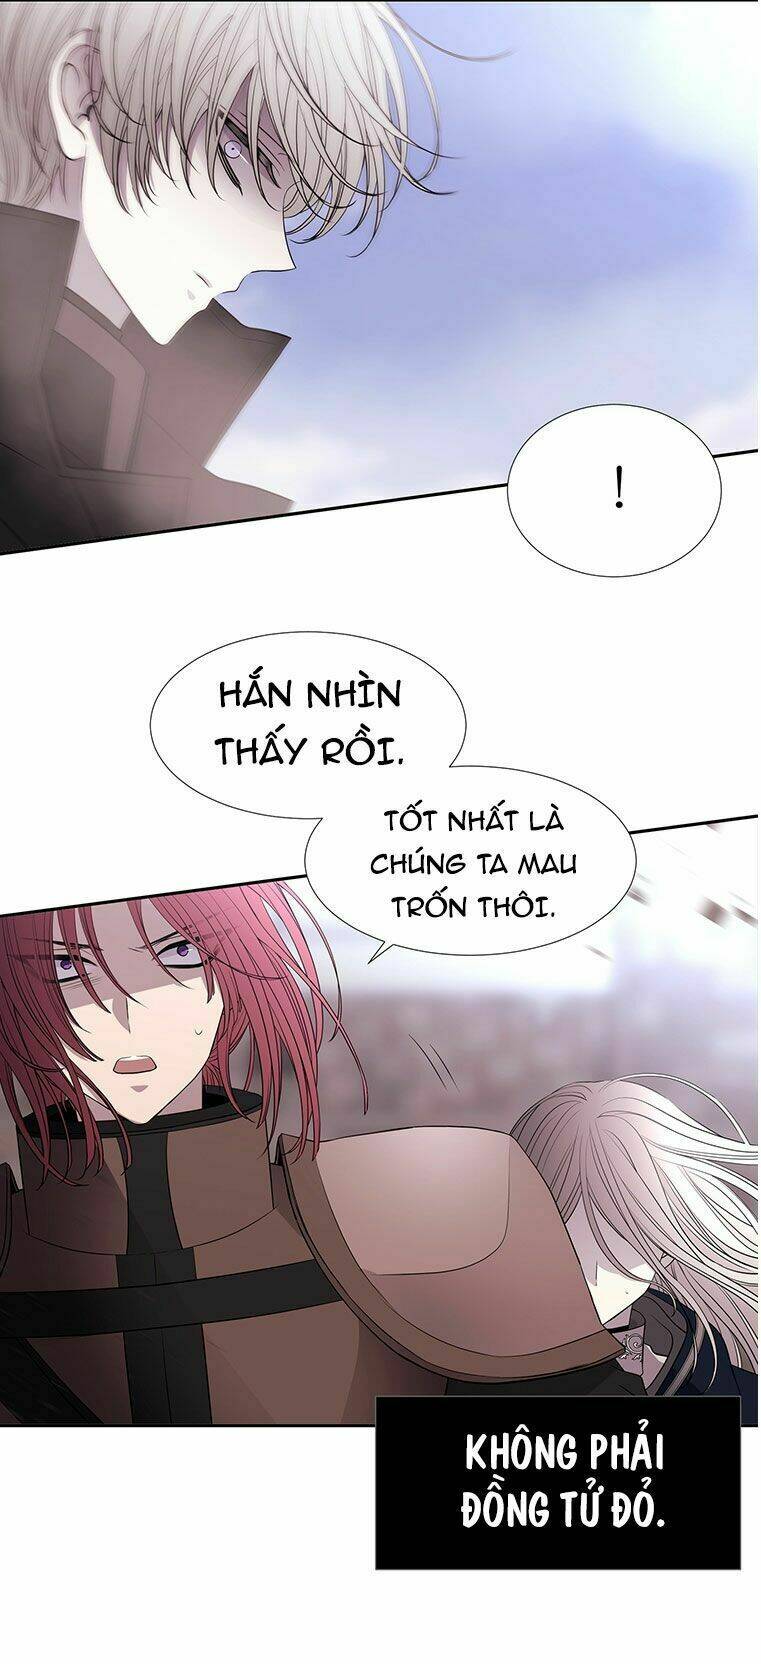 !
HẮN NHÌN
THẤY RỒI.
TỐT NHẤT LÀ
CHÚNG TA MAU
TRỐN THÔI.
KHÔNG PHẢI
ĐỒNG TỬ ĐỎ.